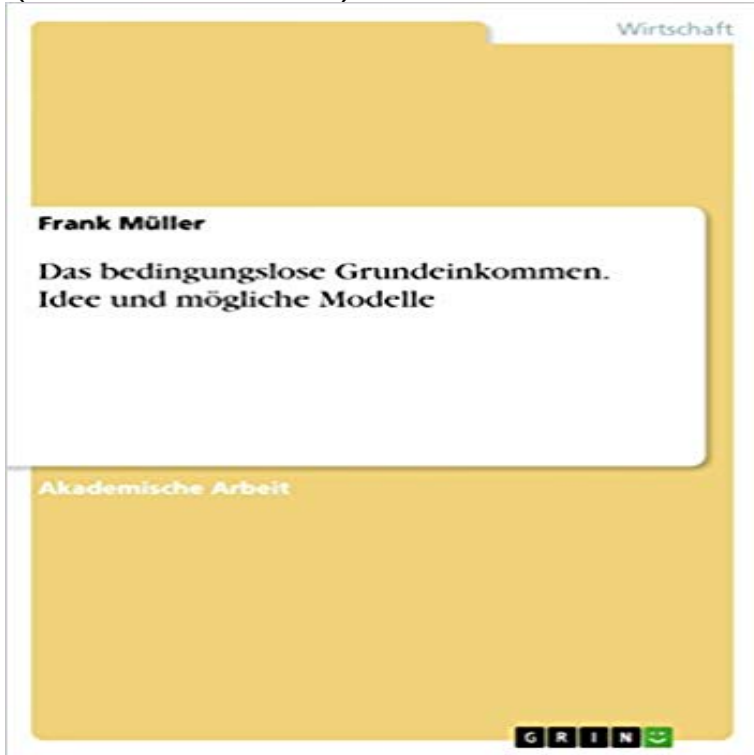 Wirtschaft
Frank Müller
Das bedingungslose Grundeinkommen.
Idee und mögliche Modelle
Akademische Arbeit
GRIN